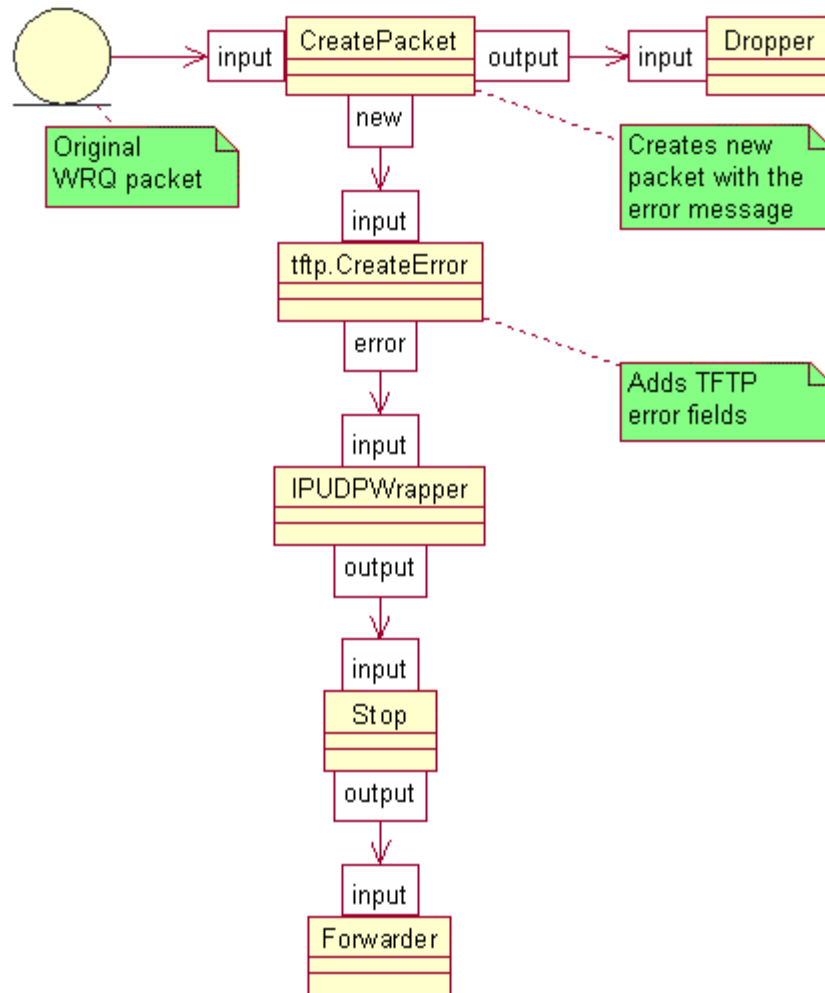 input
CreatePacket
output
input
Dropper
new
Original
WRQ packet
Creates new
packet with the
error message
input
tftp.CreateError
error
Adds TFTP
error fields
input
IPUDPWrapper
output
input
Stop
output
input
Forwarder